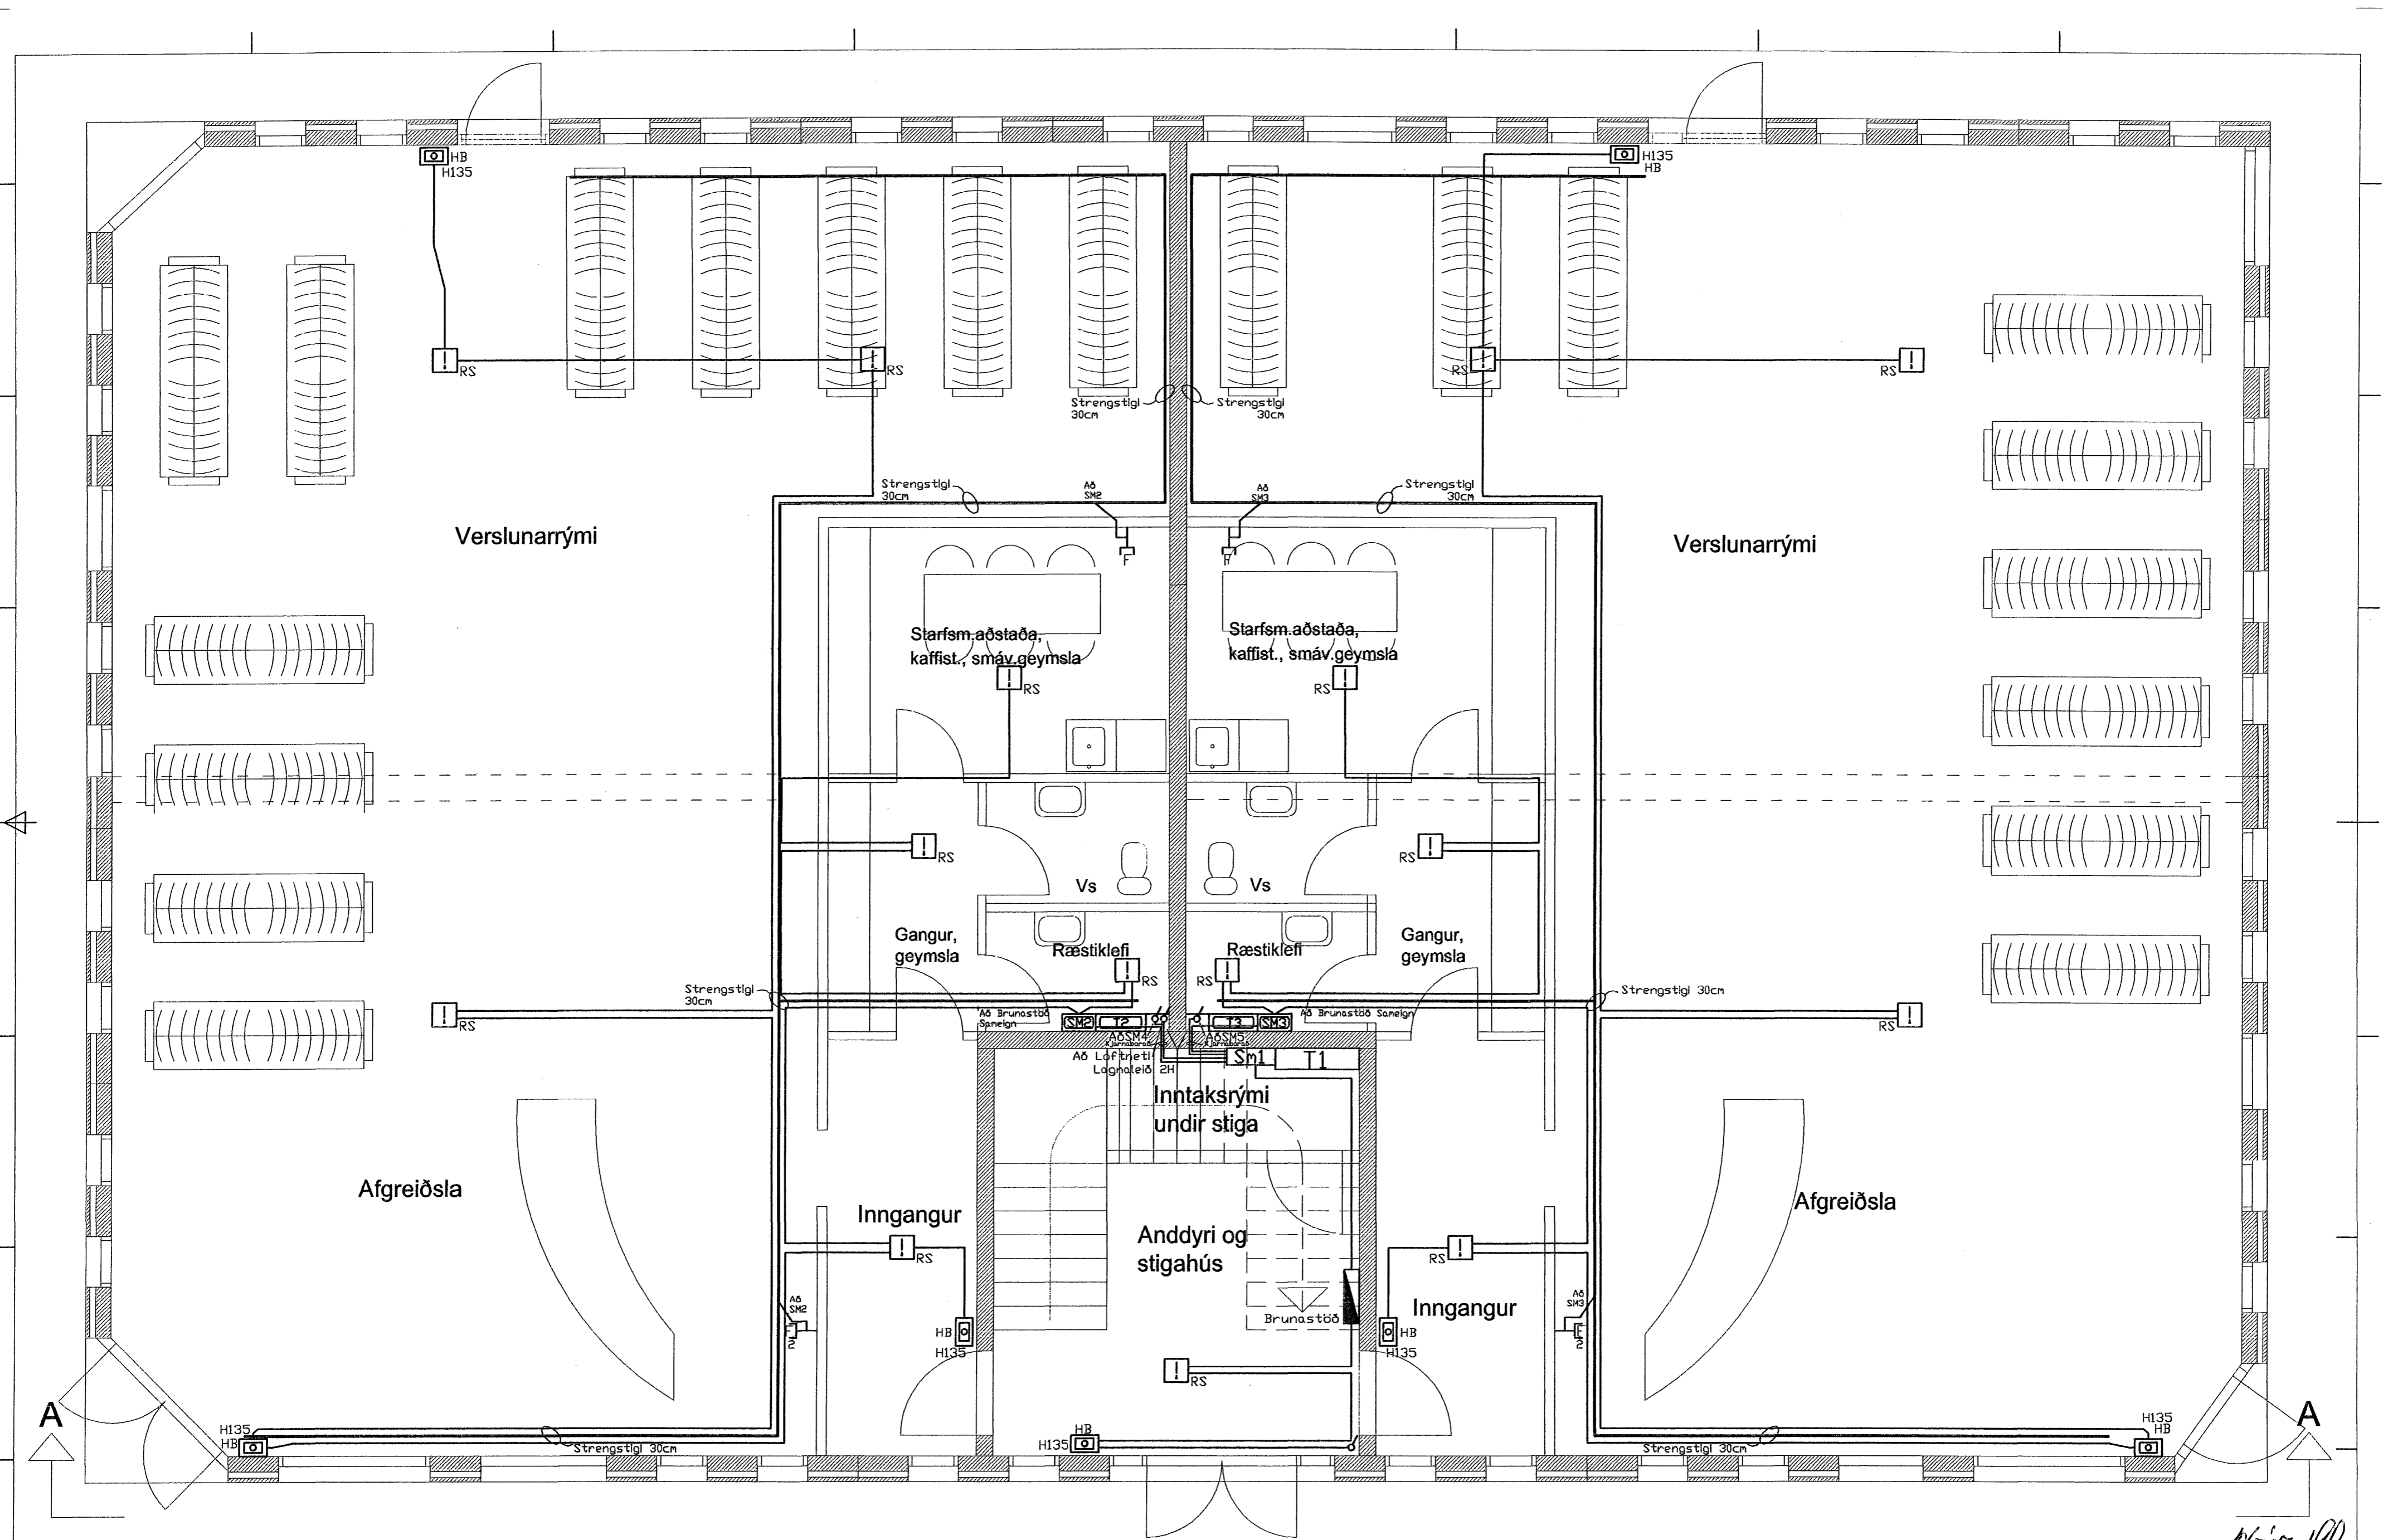 HB
H135
H135
HB
RS
RS
RS
RS
Strengstigi
30cm
Strengstigi
30cm
Strengstigi
30cm
Að
SM2
Að
SM3
Strengstigi
30cm
Verslunarrými
F
F
Verslunarrými
Starfsm.aðstaða,
kaffist., smáv.geymsla
Starfsm.aðstaða,
kaffist., smáv.geymsla
RS
RS
RS
RS
Vs
Vs
Gangur,
geymsla
Ræstiklefi
Ræstiklefi
Gangur,
geymsla
RS
RS
Strengstigi
30cm
Strengstigi 30cm
RS
RS
Að Brunastöð
Sameign
SM2
T2
T3
SM3
Að Brunastöð Sameign
AðSM4
AðSM5
Að Loftneti
Lagnaleið 2H
Sm1
T1
Inntaksrými
undir stiga
Afgreiðsla
Afgreiðsla
Inngangur
Anddyri og
stigahús
RS
RS
Að
SM2
2
Inngangur
Að
SM3
2
Brunastöð
HB
H135
HB
H135
RS
A
A
H135
HB
Strengstigi 30cm
HB
H135
H135
HB
Strengstigi 30cm